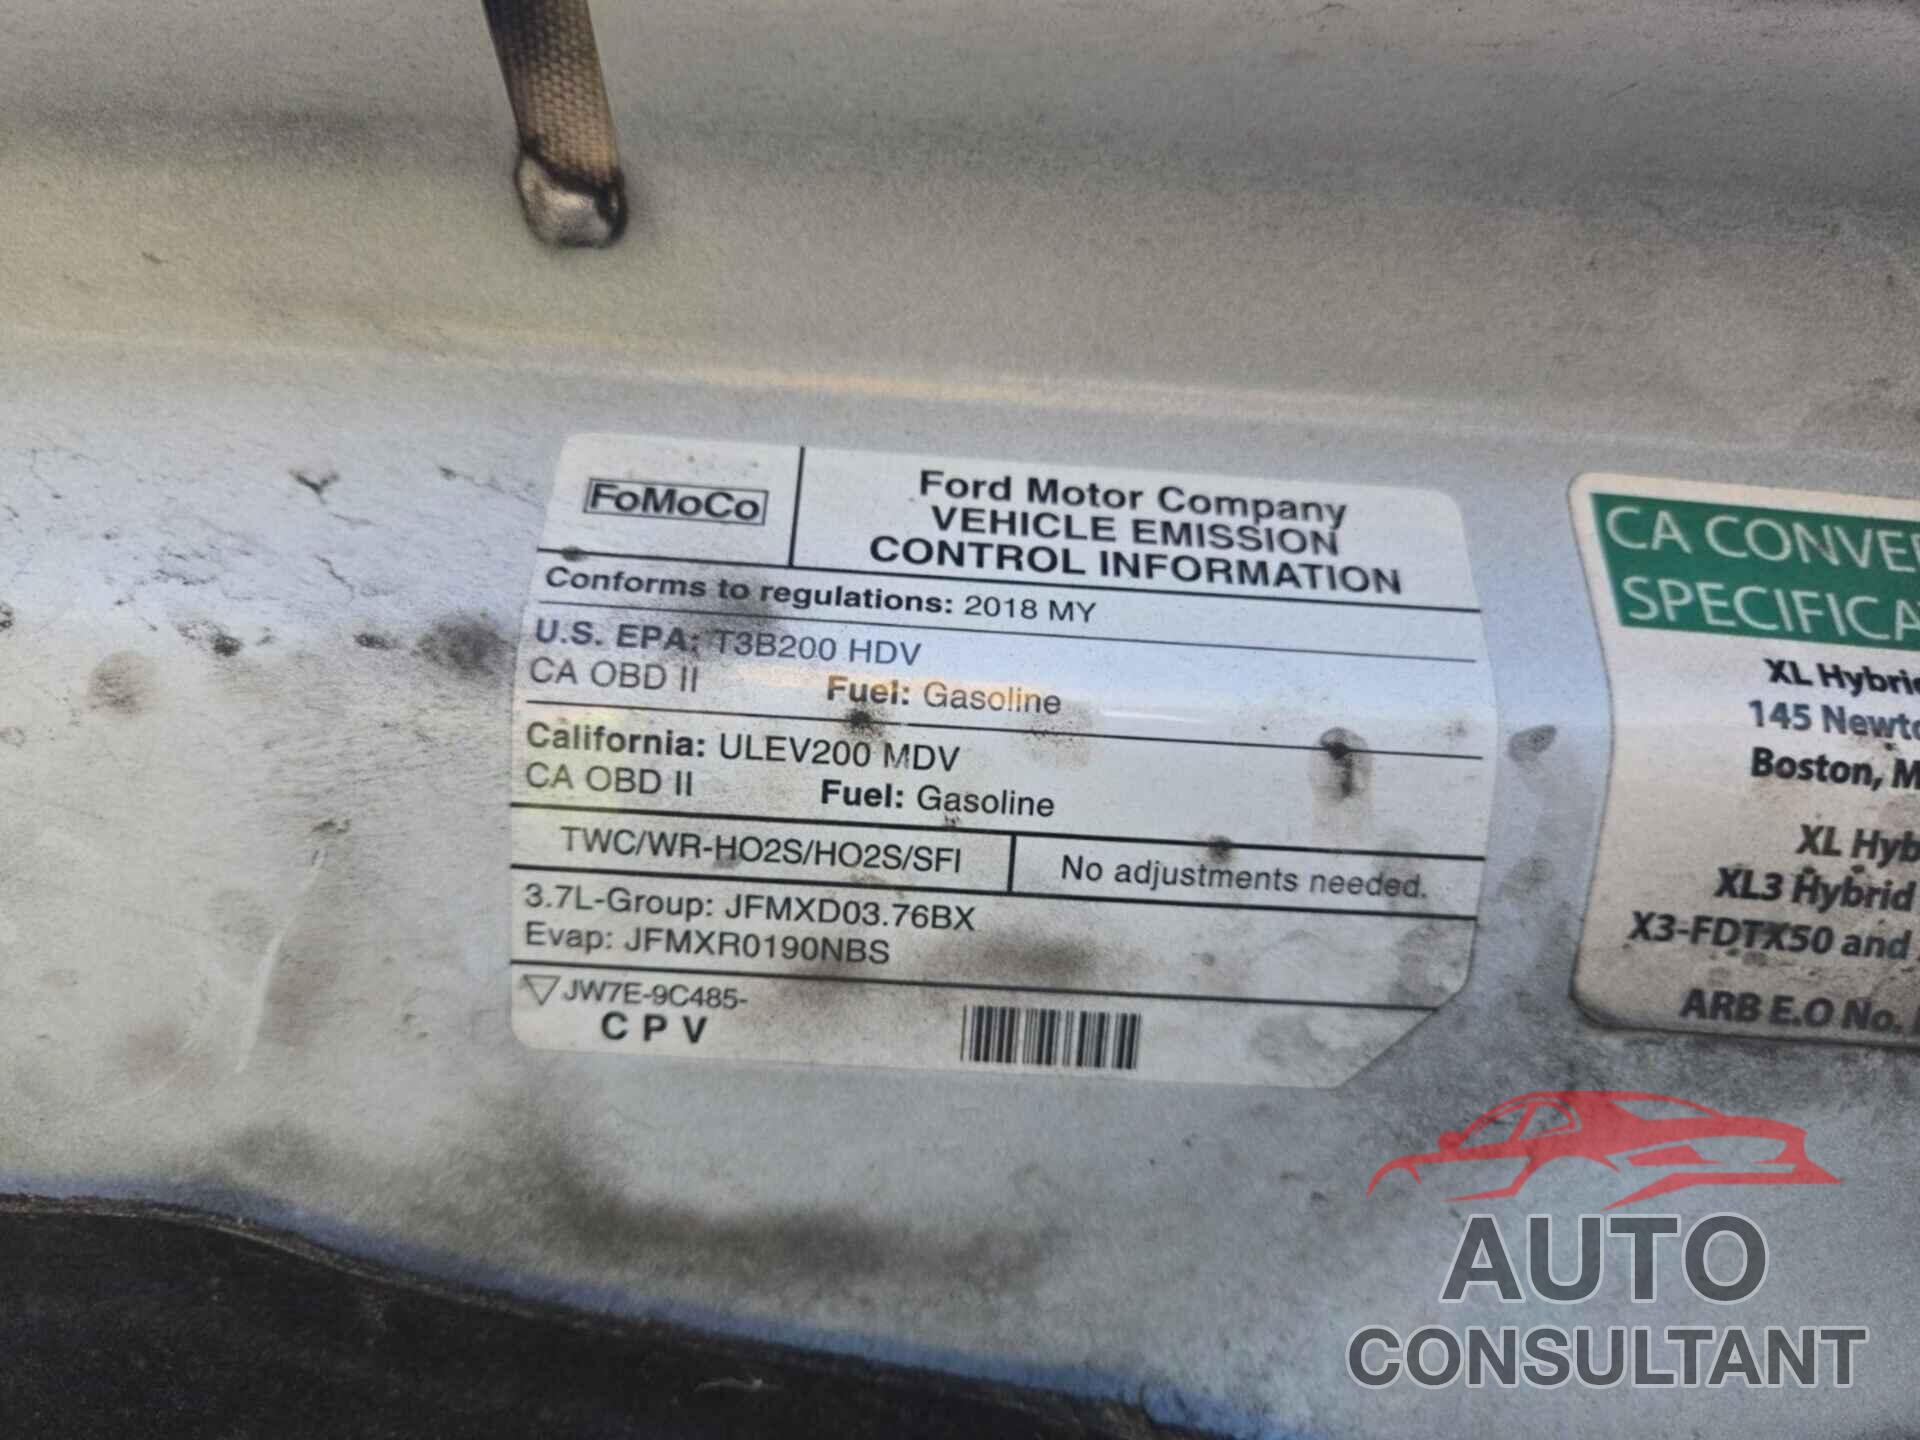 FoMoCo
Ford Motor Company
VEHICLE EMISSION
CONTROL INFORMATION
Conforms to regulations: 2018 MY
U.S. EPA: T3B200 HDV
CA OBD II Fuel: Gasoline
California: ULEV200 MDV
CA OBD II Fuel: Gasoline
TWC/WR-HO2S/HO2S/SFI
No adjustments needed.
3.7L-Group: JFMXD03.76BX
Evap: JFMXR0190NBS
JW7E-9C485-
C P V
CA CONVE
SPECIFICA
XL Hybri
145 Newt
Boston, M
XL Hyb
XL3 Hybrid
X3-FDTX50 and
ARB E.O No.
AUTO
CONSULTANT